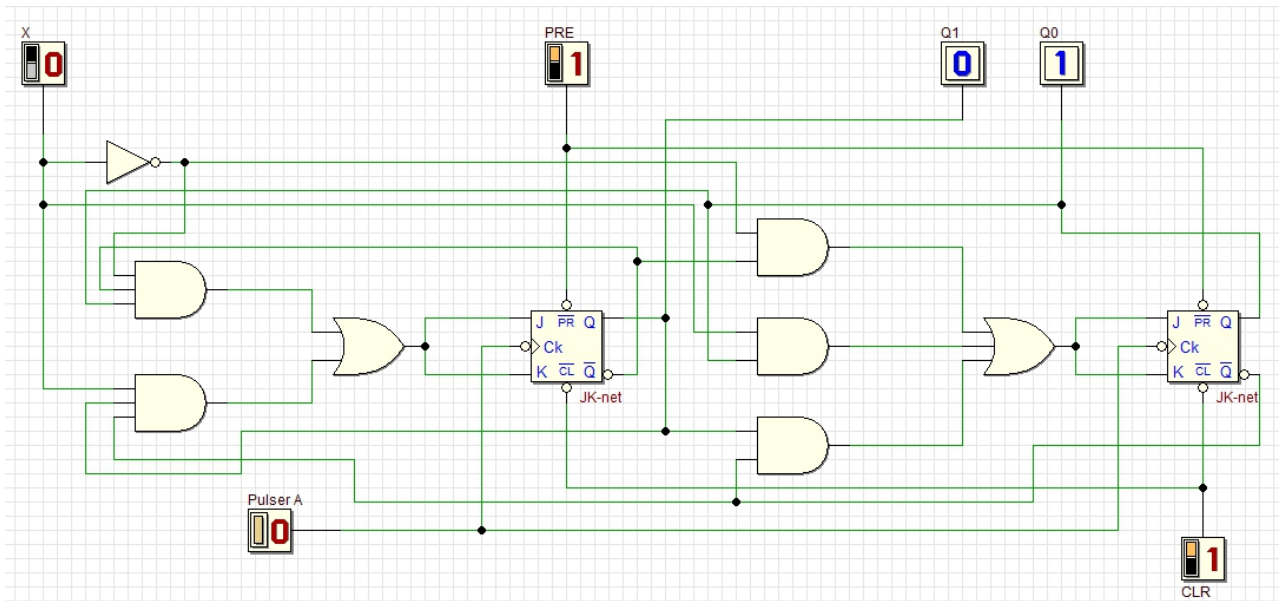 X
0
PRE
1
Q1
0
Q0
1
J PR Q
Ck
K CL Q
JK-net
J PR Q
Ck
K CL Q
JK-net
Pulser A
0
1
CLR